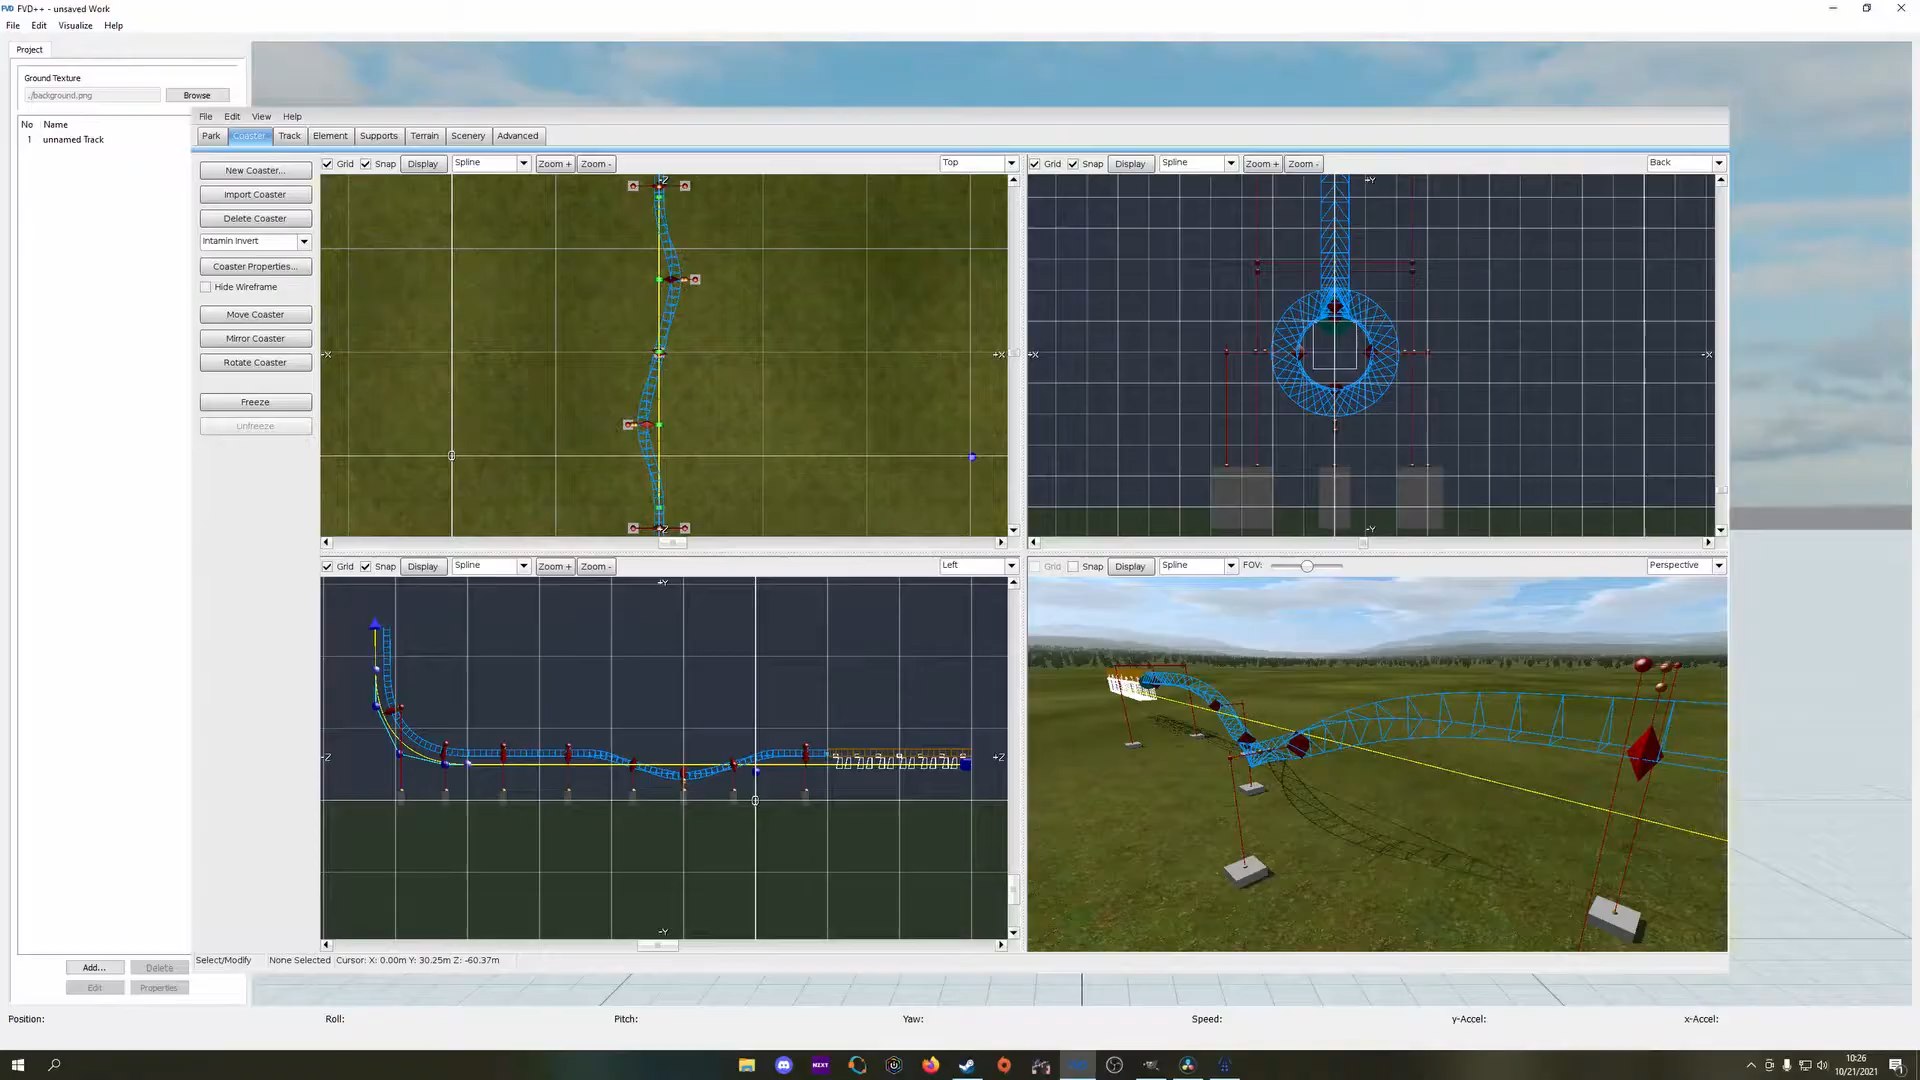 FVD FVD++ - unsaved Work
File Edit Visualize Help
Project
Ground Texture
../background.png Browse
No Name
1 unnamed Track
File Edit View Help
Park Coaster Track Element Supports Terrain Scenery Advanced
New Coaster...
Import Coaster
Delete Coaster
Intamin Invert
Coaster Properties...
Hide Wireframe
Move Coaster
Mirror Coaster
Rotate Coaster
Freeze
Unfreeze
Grid Snap Display Spline Zoom + Zoom - Top
-Z
-X +X
+Z
Grid Snap Display Spline Zoom + Zoom - Back
+Y
+X -X
-Y
Grid Snap Display Spline Zoom + Zoom - Left
+Y
-Z +Z
-Y
Grid Snap Display Spline FOV: Perspective
Select/Modify None Selected Cursor: X: 0.00m Y: 30.25m Z: -60.37m
Add... Delete
Edit Properties
Position: Roll: Pitch: Yaw: Speed: y-Accel: x-Accel:
10:26
10/21/2021